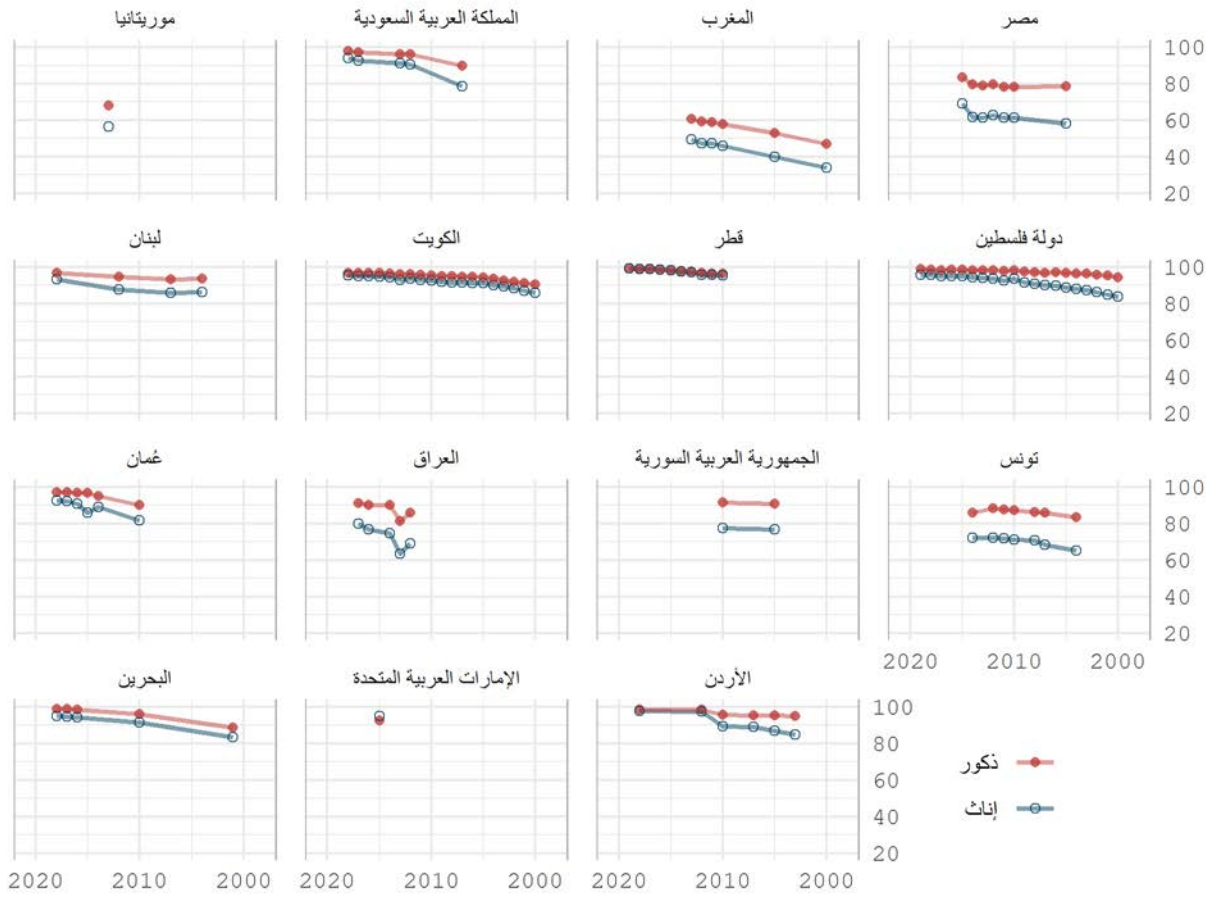 مصر
المغرب
المملكة العربية السعودية
موريتانيا
100
80
60
40
20
دولة فلسطين
قطر
الكويت
لبنان
100
80
60
40
20
تونس
الجمهورية العربية السورية
العراق
عُمان
100
80
60
40
20
2000
2010
2020
الأردن
الإمارات العربية المتحدة
البحرين
100
80
60
40
20
ذكور
إناث
2000
2010
2020
2000
2010
2020
2000
2010
2020